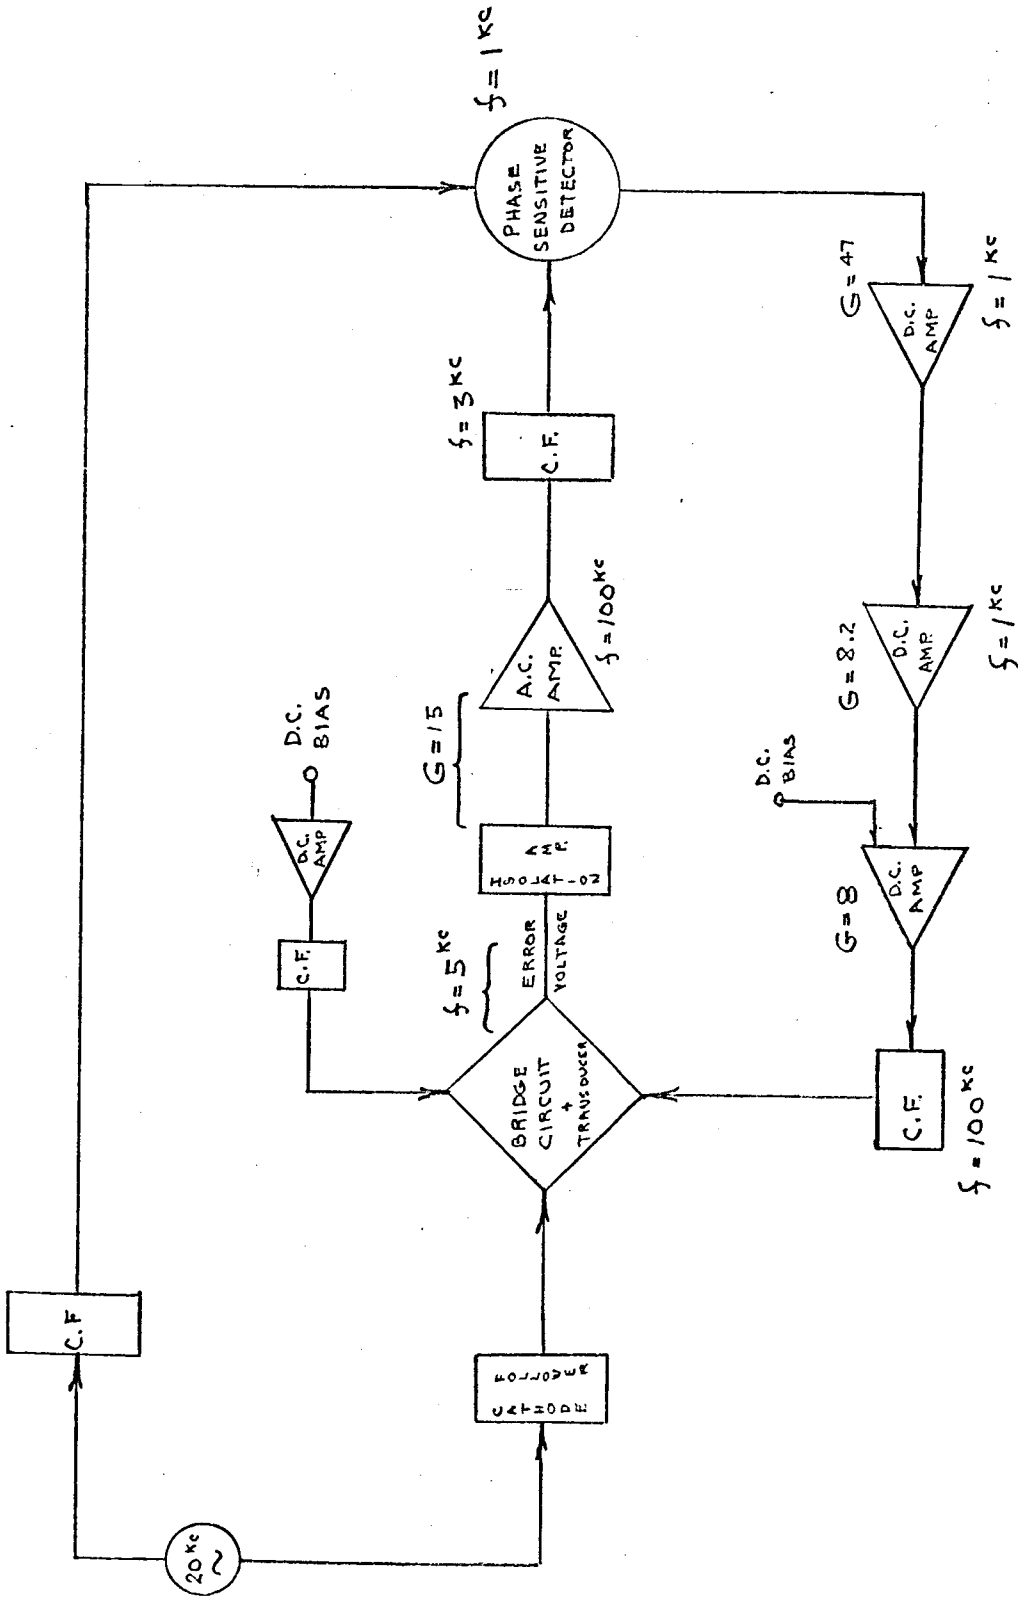 20 KC
~
C.F
CATHODE
FOLLOWER
BRIDGE
CIRCUIT
+
TRANSDUCER
C.F.
D.C.
AMP
D.C.
BIAS
f = 5 KC
ERROR
VOLTAGE
ISOLATION
AMP.
G = 15
A.C.
AMP.
f = 100 KC
f = 3 KC
C.F.
PHASE
SENSITIVE
DETECTOR
f = 1 KC
G = 47
D.C.
AMP
f = 1 KC
G = 8.2
D.C.
AMP.
f = 1 KC
D.C.
BIAS
G = 8
D.C.
AMP
C.F.
f = 100 KC